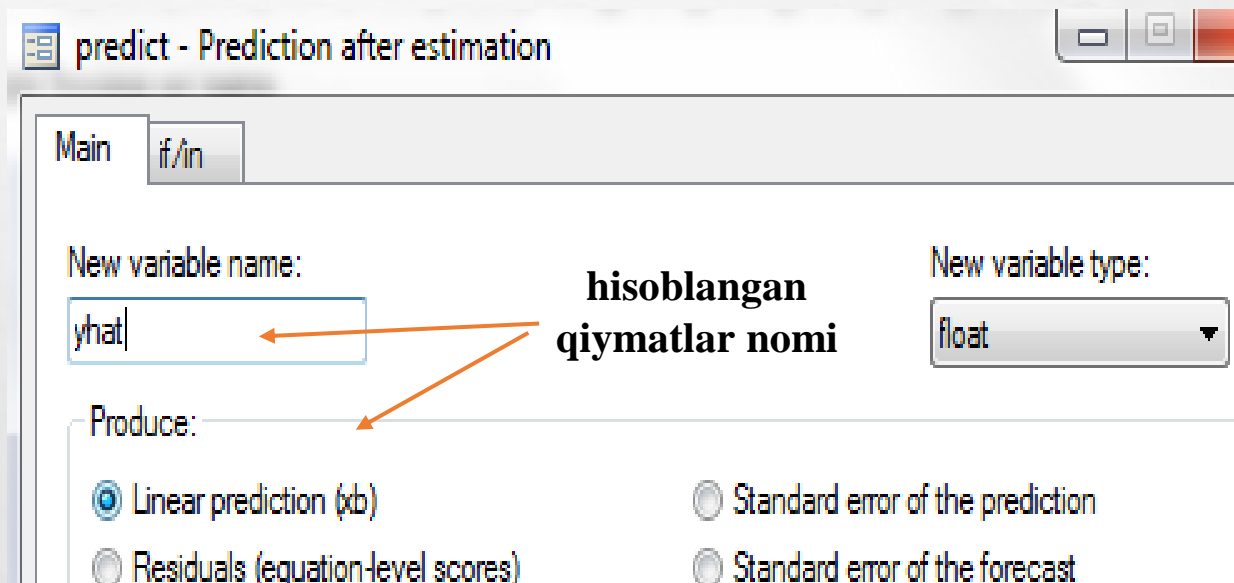 predict - Prediction after estimation
Main
if/in
New variable name:
yhat
hisoblangan
qiymatlar nomi
New variable type:
float
Produce:
Linear prediction (xb)
Standard error of the prediction
Residuals (equation-level scores)
Standard error of the forecast